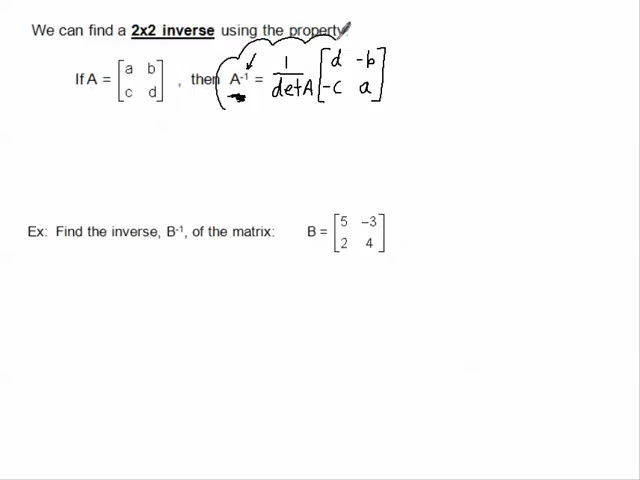 We can find a 2x2 inverse using the property
If A = [a b; c d] , then A⁻¹ = 1/detA [d -b; -c a]
Ex: Find the inverse, B⁻¹, of the matrix: B = [5 −3; 2 4]